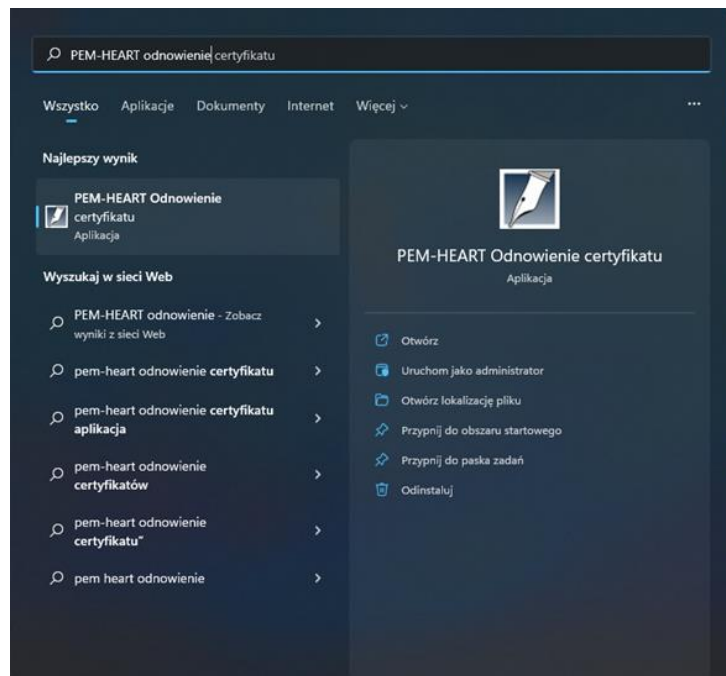 PEM-HEART odnowienie certyfikatu
Wszystko Aplikacje Dokumenty Internet Więcej
Najlepszy wynik
PEM-HEART Odnowienie
certyfikatu
Aplikacja
Wyszukaj w sieci Web
PEM-HEART odnowienie - Zobacz
wyniki z sieci Web
pem-heart odnowienie certyfikatu
pem-heart odnowienie certyfikatu
aplikacja
pem-heart odnowienie
certyfikatów
pem-heart odnowienie
certyfikatu"
pem heart odnowienie
PEM-HEART Odnowienie certyfikatu
Aplikacja
Otwórz
Uruchom jako administrator
Otwórz lokalizację pliku
Przypnij do obszaru startowego
Przypnij do paska zadań
Odinstaluj